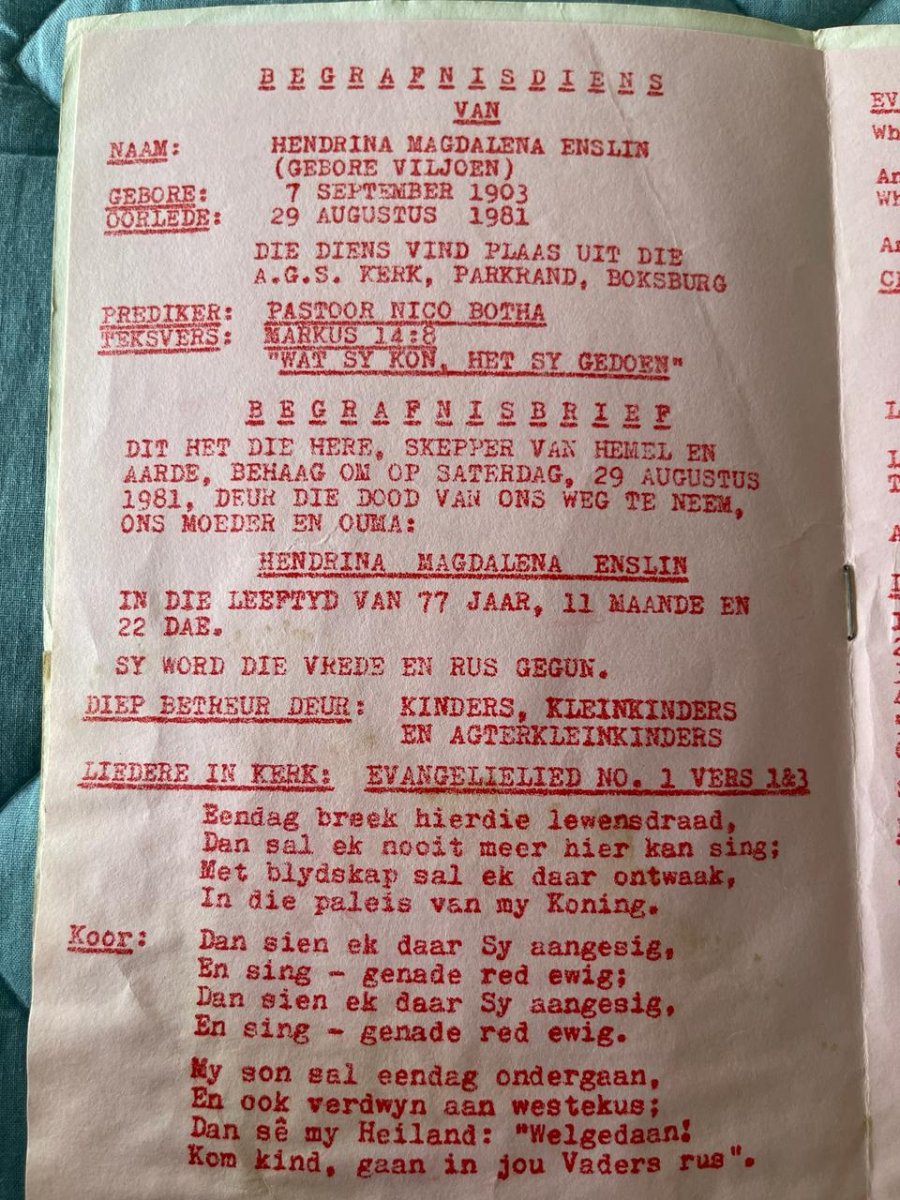 B E G R A F N I S D I E N S
VAN
NAAM: HENDRINA MAGDALENA ENSLIN
(GEBORE VILJOEN)
GEBORE: 7 SEPTEMBER 1903
OORLEDE: 29 AUGUSTUS 1981
DIE DIENS VIND PLAAS UIT DIE
A.G.S. KERK, PARKRAND, BOKSBURG
PREDIKER: PASTOOR NICO BOTHA
TEKSVERS: MARKUS 14:8
"WAT SY KON, HET SY GEDOEN"
B E G R A F N I S B R I E F
DIT HET DIE HERE, SKEPPER VAN HEMEL EN
AARDE, BEHAAG OM OP SATERDAG, 29 AUGUSTUS
1981, DEUR DIE DOOD VAN ONS WEG TE NEEM,
ONS MOEDER EN OUMA:
HENDRINA MAGDALENA ENSLIN
IN DIE LEEFTYD VAN 77 JAAR, 11 MAANDE EN
22 DAE.
SY WORD DIE VREDE EN RUS GEGUN.
DIEP BETREUR DEUR: KINDERS, KLEINKINDERS
EN AGTERKLEINKINDERS
LIEDERE IN KERK: EVANGELIELIED NO. 1 VERS 1&3
Eendag breek hierdie lewensdraad,
Dan sal ek nooit meer hier kan sing;
Met blydskap sal ek daar ontwaak,
In die paleis van my Koning.
Koor: Dan sien ek daar Sy aangesig,
En sing - genade red ewig;
Dan sien ek daar Sy aangesig,
En sing - genade red ewig.
My son sal eendag ondergaan,
En ook verdwyn aan westekus;
Dan sê my Heiland: "Welgedaan!
Kom kind, gaan in jou Vaders rus".